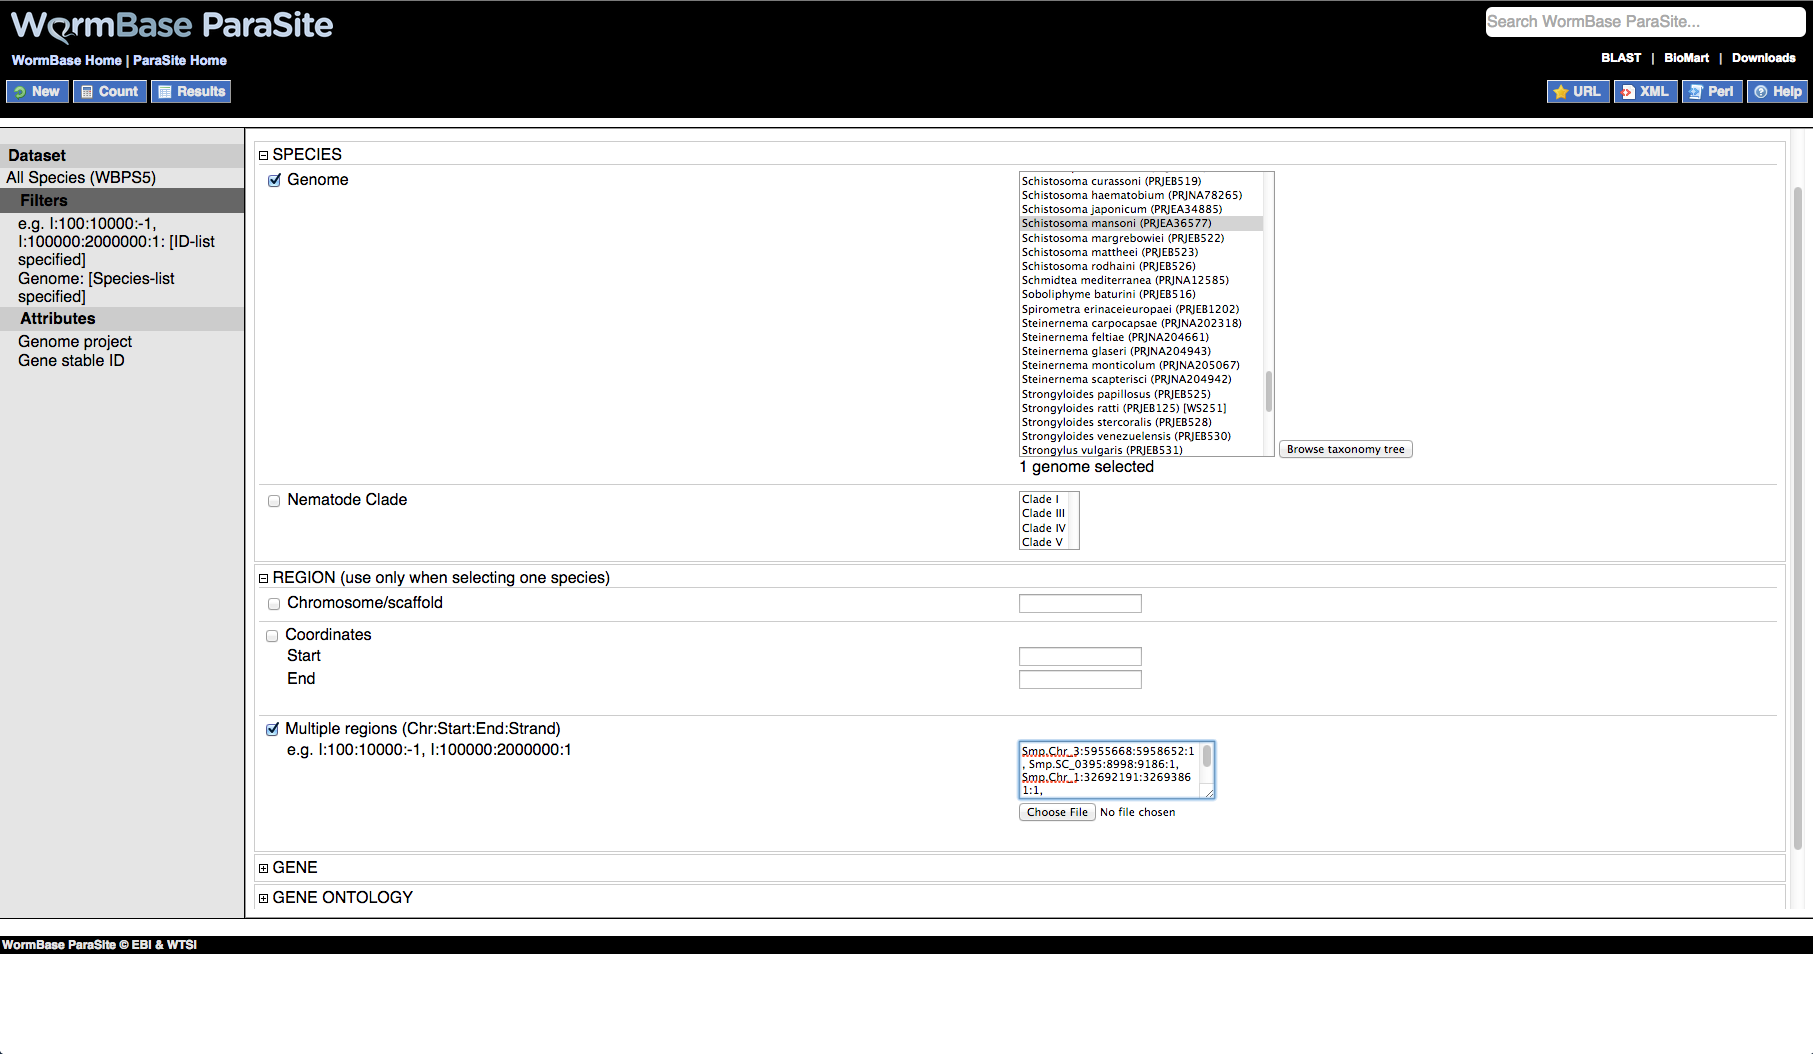 WormBase ParaSite
Search WormBase ParaSite...
WormBase Home | ParaSite Home
BLAST | BioMart | Downloads
New
Count
Results
URL
XML
Perl
Help
Dataset
All Species (WBPS5)
Filters
e.g. I:100:10000:-1,
I:100000:2000000:1: [ID-list
specified]
Genome: [Species-list
specified]
Attributes
Genome project
Gene stable ID
SPECIES
Genome
Schistosoma curassoni (PRJEB519)
Schistosoma haematobium (PRJNA78265)
Schistosoma japonicum (PRJEA34885)
Schistosoma mansoni (PRJEA36577)
Schistosoma margrebowiei (PRJEB522)
Schistosoma mattheei (PRJEB523)
Schistosoma rodhaini (PRJEB526)
Schmidtea mediterranea (PRJNA12585)
Soboliphyme baturini (PRJEB516)
Spirometra erinaceieuropaei (PRJEB1202)
Steinernema carpocapsae (PRJNA202318)
Steinernema feltiae (PRJNA204661)
Steinernema glaseri (PRJNA204943)
Steinernema monticolum (PRJNA205067)
Steinernema scapterisci (PRJNA204942)
Strongyloides papillosus (PRJEB525)
Strongyloides ratti (PRJEB125) [WS251]
Strongyloides stercoralis (PRJEB528)
Strongyloides venezuelensis (PRJEB530)
Strongylus vulgaris (PRJEB531)
Browse taxonomy tree
1 genome selected
Nematode Clade
Clade I
Clade III
Clade IV
Clade V
REGION (use only when selecting one species)
Chromosome/scaffold
Coordinates
Start
End
Multiple regions (Chr:Start:End:Strand)
e.g. I:100:10000:-1, I:100000:2000000:1
Smp.Chr_3:5955668:5958652:1
, Smp.SC_0395:8998:9186:1,
Smp.Chr_1:32692191:3269386
1:1,
Choose File No file chosen
GENE
GENE ONTOLOGY
WormBase ParaSite © EBI & WTSI